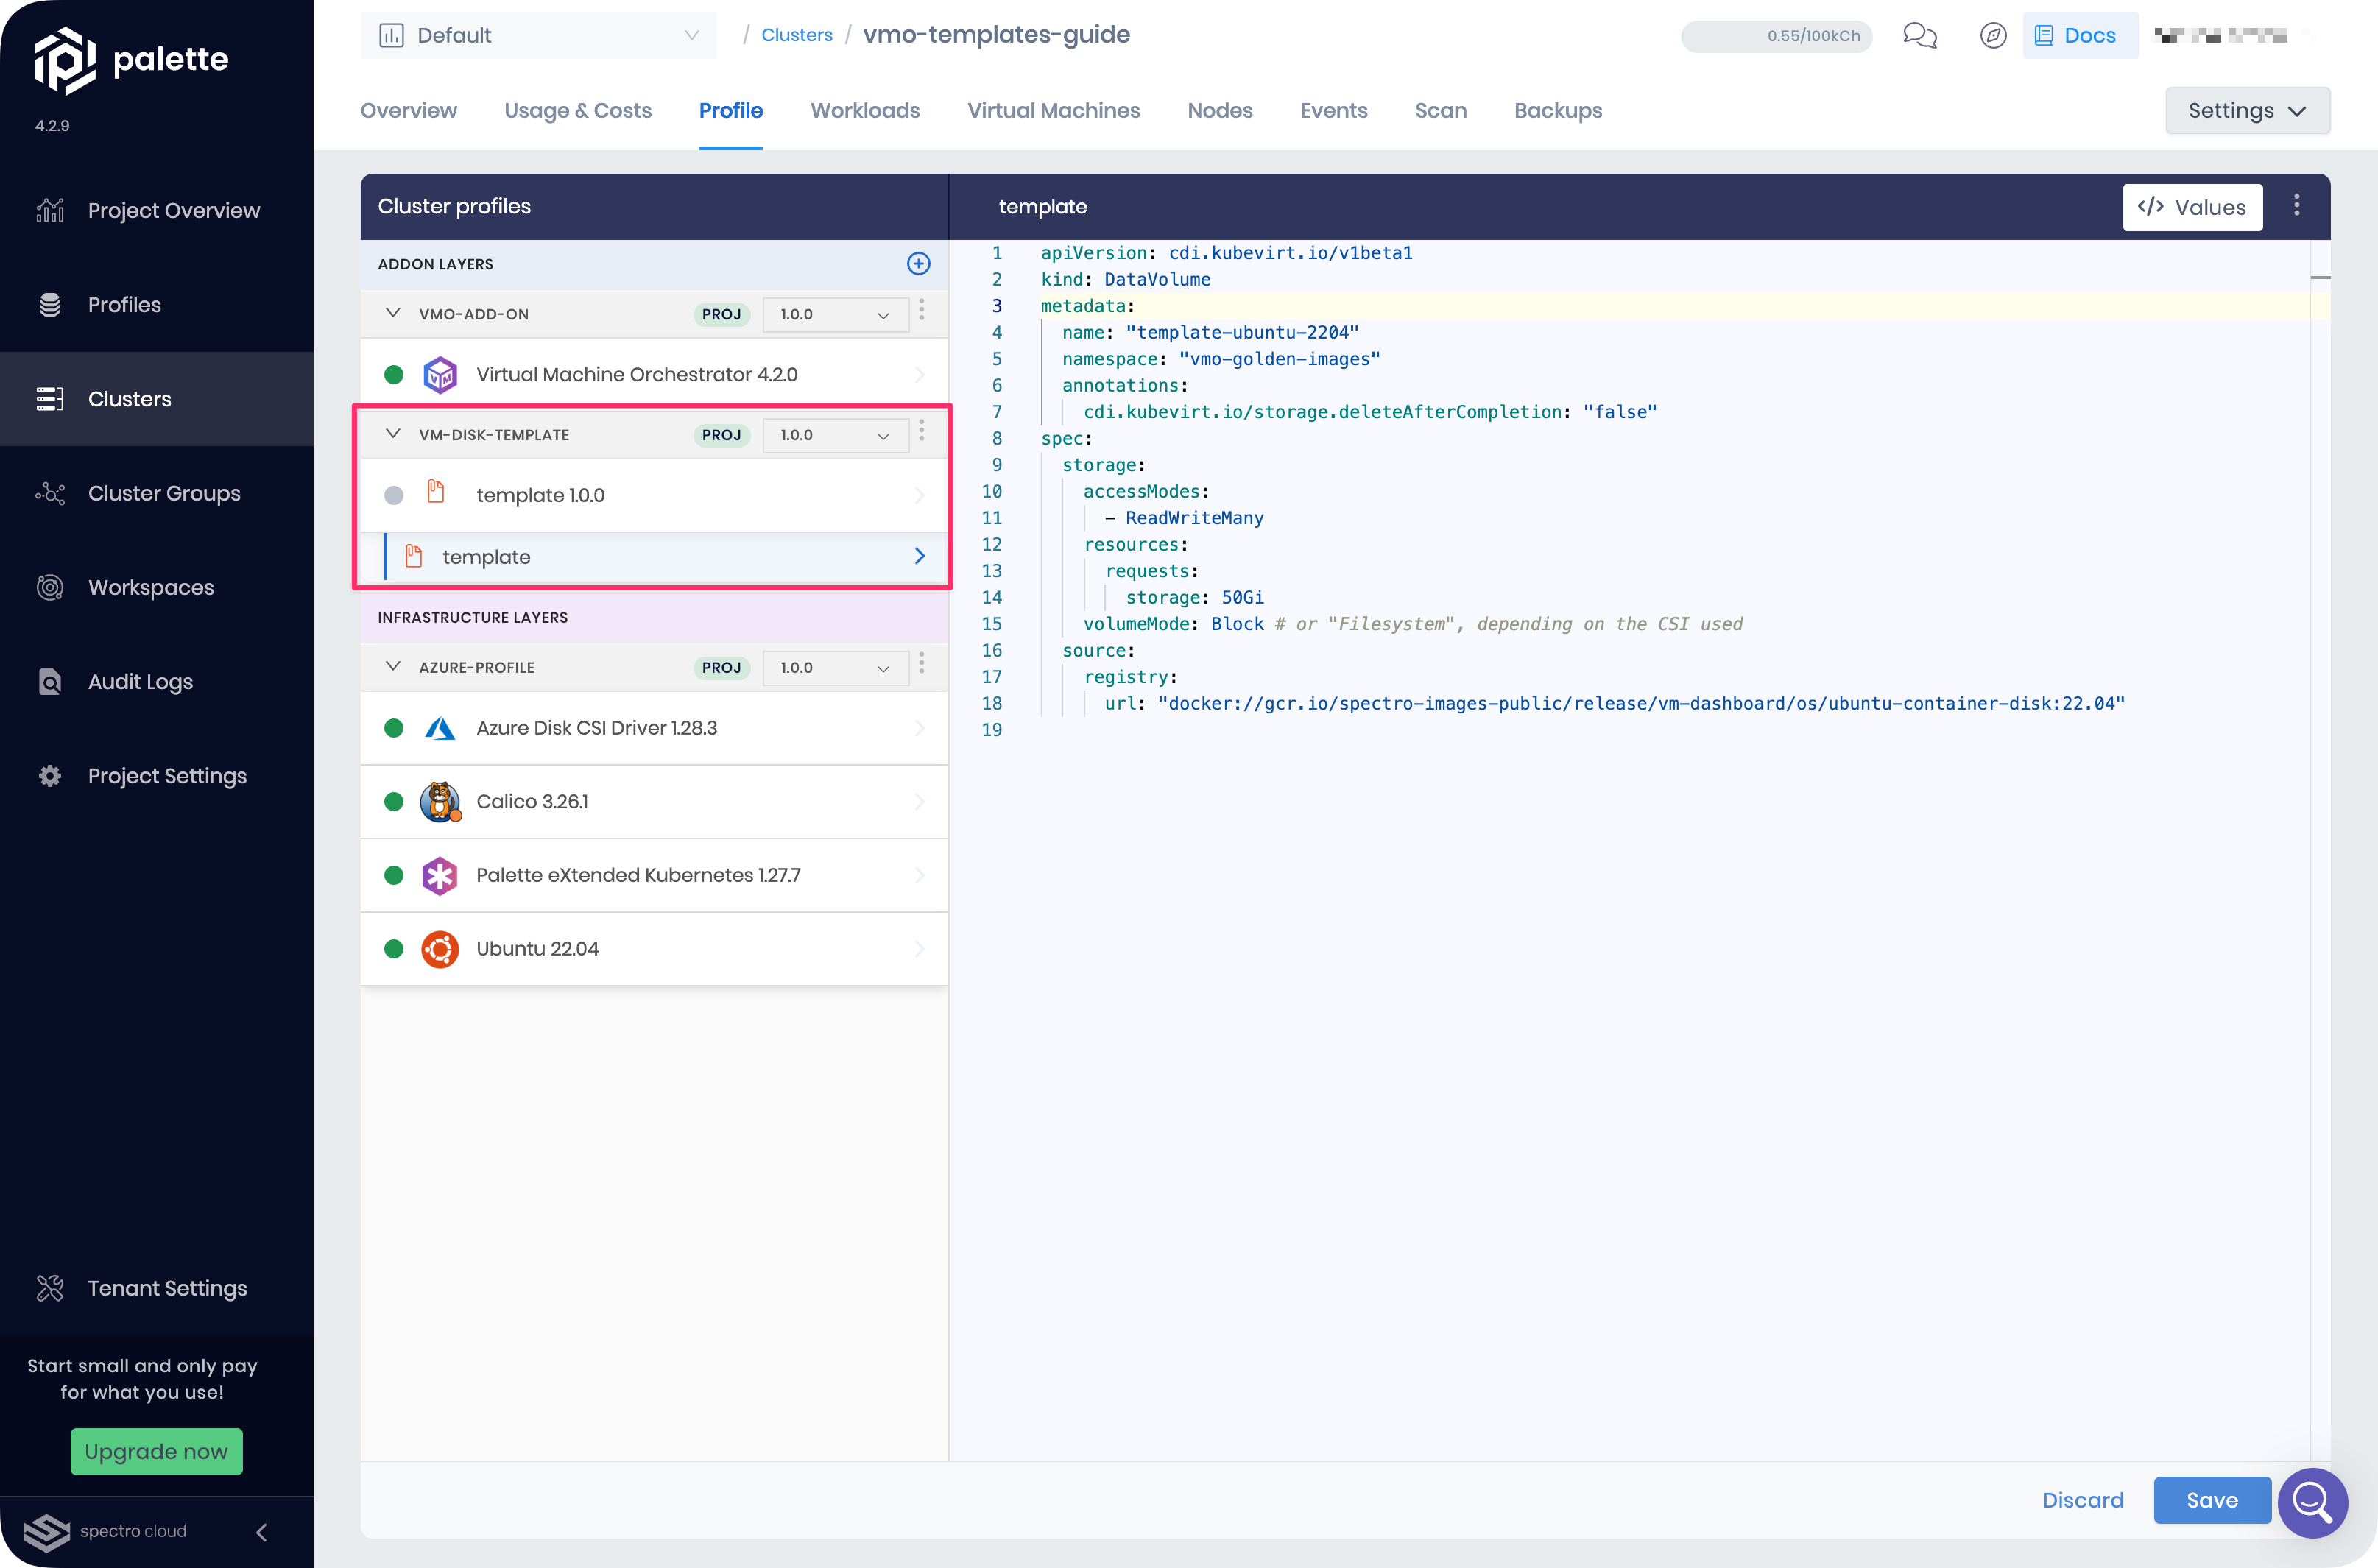 palette
4.2.9
Project Overview
Profiles
Clusters
Cluster Groups
Workspaces
Audit Logs
Project Settings
Tenant Settings
Start small and only pay
for what you use!
Upgrade now
spectro cloud
Default
/ Clusters / vmo-templates-guide
0.55/100kCh
Docs
Overview Usage & Costs Profile Workloads Virtual Machines Nodes Events Scan Backups
Settings
Cluster profiles
ADDON LAYERS
VMO-ADD-ON PROJ 1.0.0
Virtual Machine Orchestrator 4.2.0
VM-DISK-TEMPLATE PROJ 1.0.0
template 1.0.0
template
INFRASTRUCTURE LAYERS
AZURE-PROFILE PROJ 1.0.0
Azure Disk CSI Driver 1.28.3
Calico 3.26.1
Palette eXtended Kubernetes 1.27.7
Ubuntu 22.04
template
</> Values
1 apiVersion: cdi.kubevirt.io/v1beta1
2 kind: DataVolume
3 metadata:
4 name: "template-ubuntu-2204"
5 namespace: "vmo-golden-images"
6 annotations:
7 cdi.kubevirt.io/storage.deleteAfterCompletion: "false"
8 spec:
9 storage:
10 accessModes:
11 - ReadWriteMany
12 resources:
13 requests:
14 storage: 50Gi
15 volumeMode: Block # or "Filesystem", depending on the CSI used
16 source:
17 registry:
18 url: "docker://gcr.io/spectro-images-public/release/vm-dashboard/os/ubuntu-container-disk:22.04"
19
Discard
Save